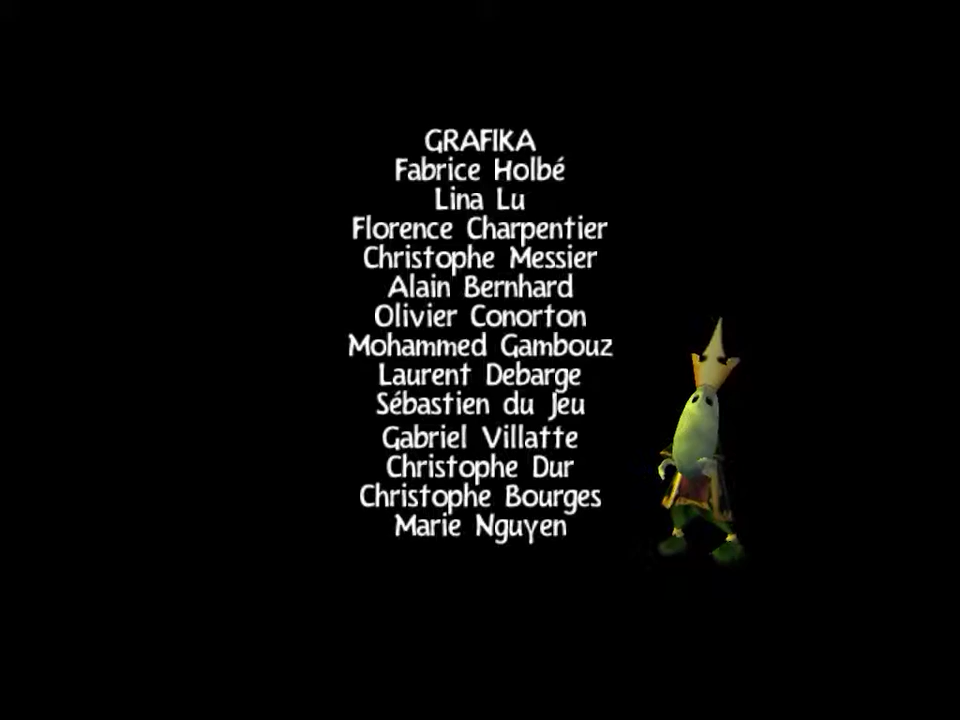 GRAFIKA
Fabrice Holbé
Lina Lu
Florence Charpentier
Christophe Messier
Alain Bernhard
Olivier Conorton
Mohammed Gambouz
Laurent Debarge
Sébastien du Jeu
Gabriel Villatte
Christophe Dur
Christophe Bourges
Marie Nguyen